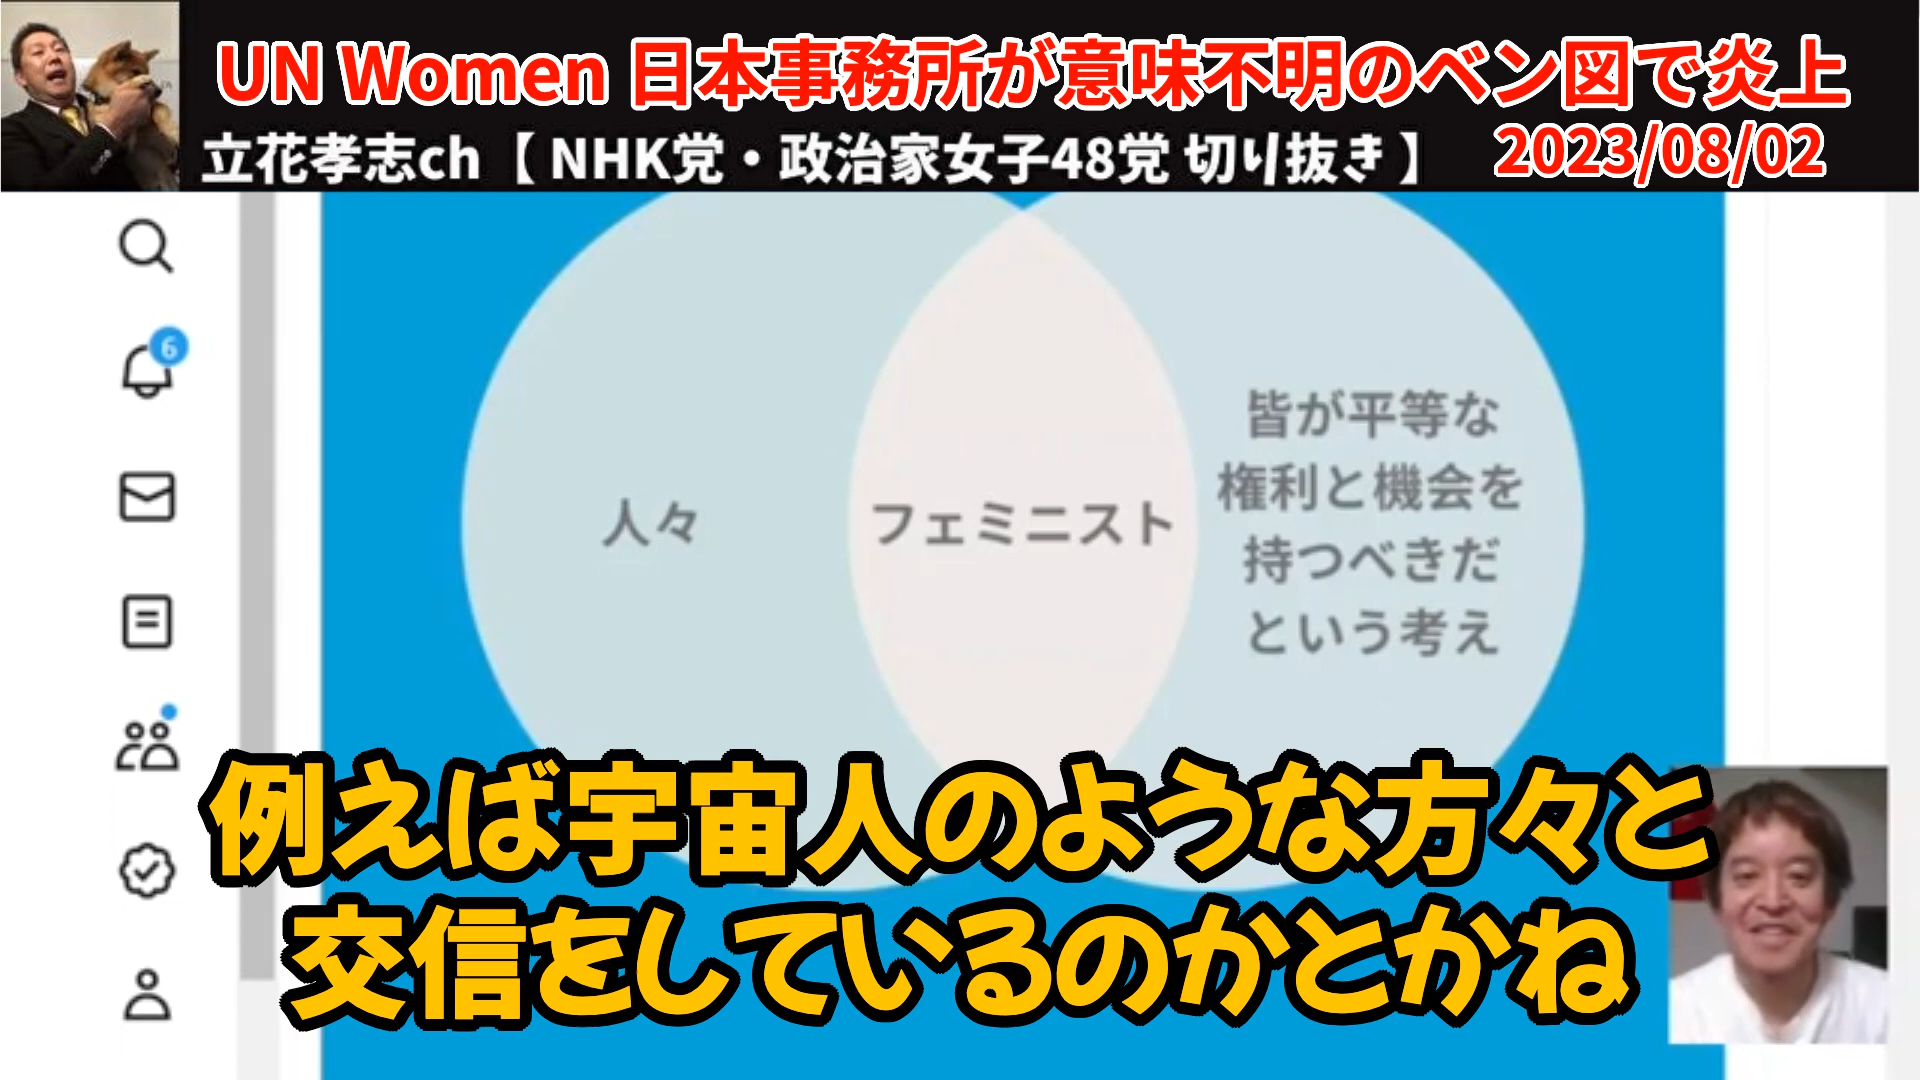 UN Women 日本事務所が意味不明のベン図で炎上
立花孝志ch【 NHK党・政治家女子48党 切り抜き 】
2023/08/02
6
人々
フェミニスト
皆が平等な
権利と機会を
持つべきだ
という考え
例えば宇宙人のような方々と
交信をしているのかとかね